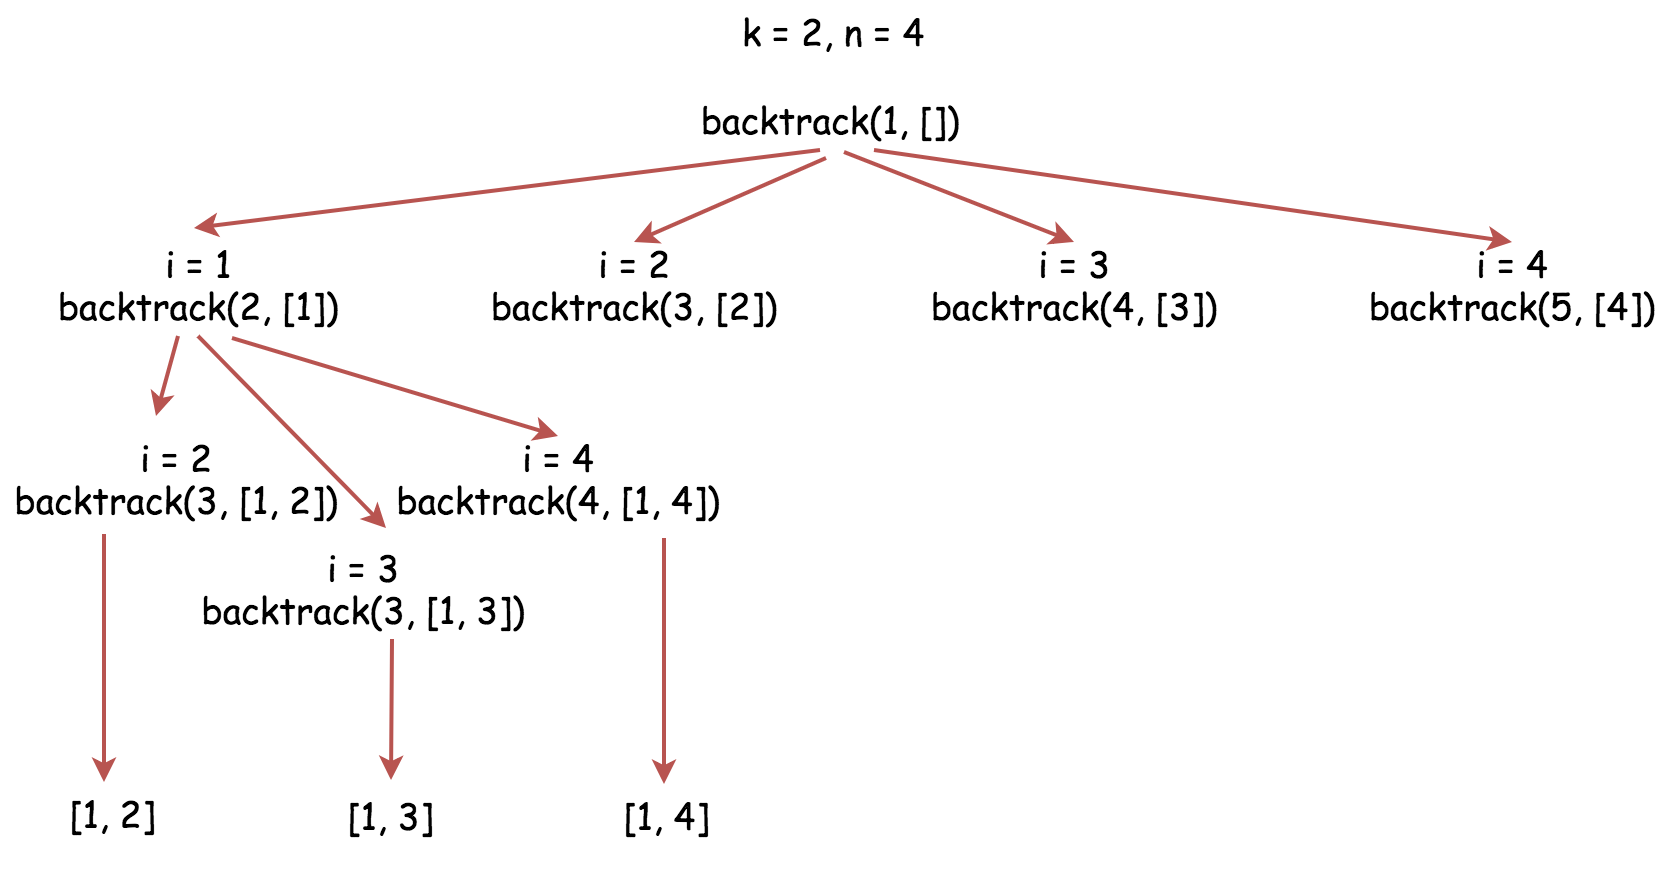 k = 2, n = 4
backtrack(1, [])
i = 1
backtrack(2, [1])
i = 2
backtrack(3, [2])
i = 3
backtrack(4, [3])
i = 4
backtrack(5, [4])
i = 2
backtrack(3, [1, 2])
i = 4
backtrack(4, [1, 4])
i = 3
backtrack(3, [1, 3])
[1, 2]
[1, 3]
[1, 4]